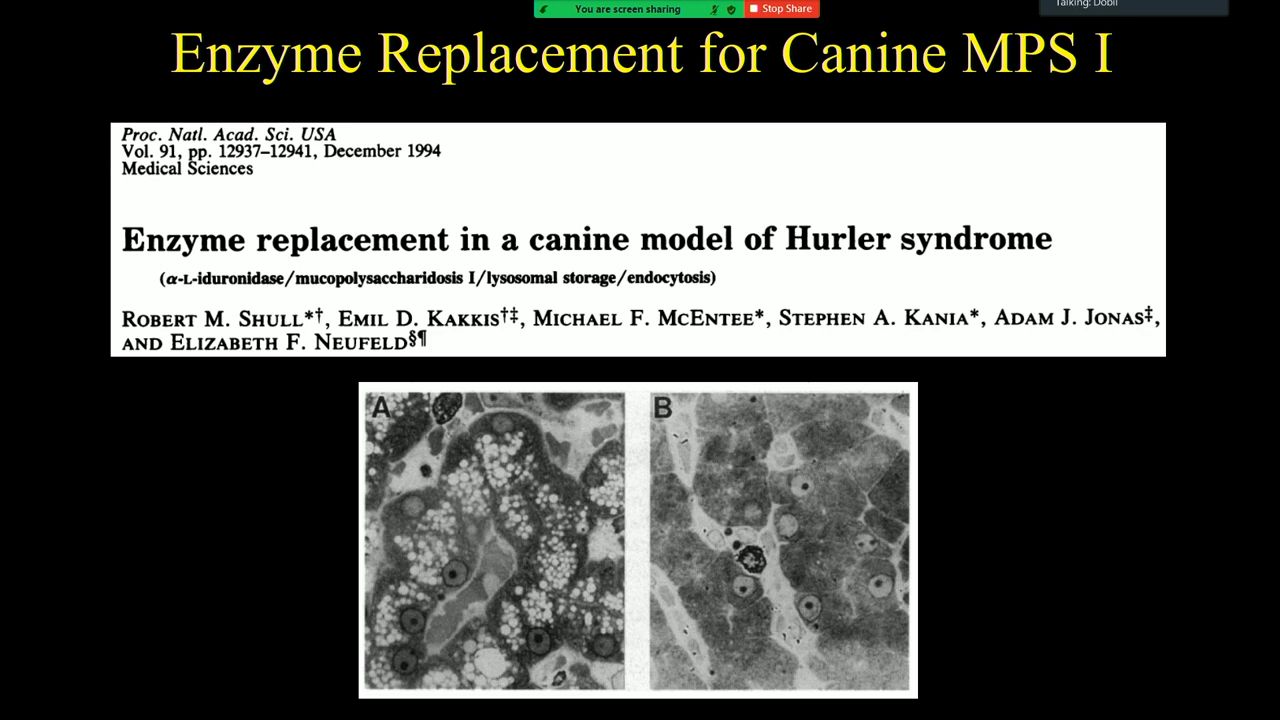 You are screen sharing
Stop Share
Talking: Dobil
Enzyme Replacement for Canine MPS I
Proc. Natl. Acad. Sci. USA
Vol. 91, pp. 12937–12941, December 1994
Medical Sciences
Enzyme replacement in a canine model of Hurler syndrome
(α-L-iduronidase/mucopolysaccharidosis I/lysosomal storage/endocytosis)
ROBERT M. SHULL*†, EMIL D. KAKKIS†‡, MICHAEL F. MCENTEE*, STEPHEN A. KANIA*, ADAM J. JONAS‡,
AND ELIZABETH F. NEUFELD§¶
A
B